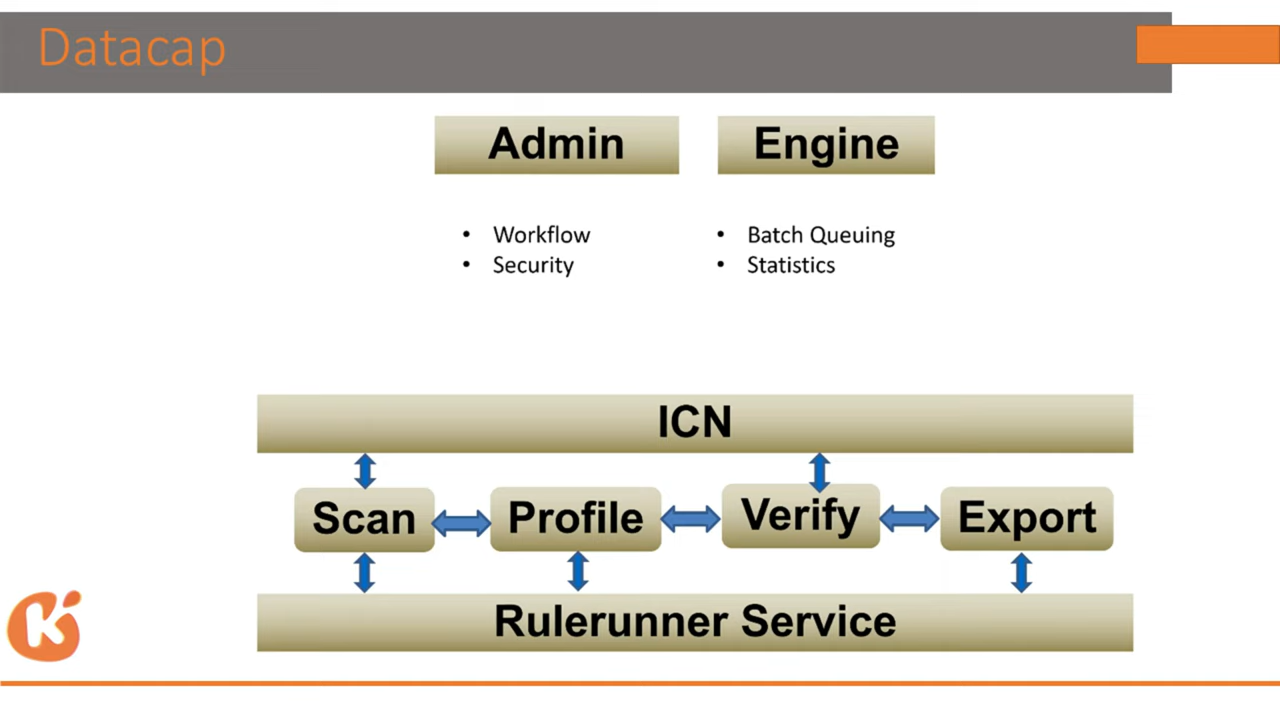 Datacap
Admin
Engine
• Workflow
• Security
• Batch Queuing
• Statistics
ICN
Scan
Profile
Verify
Export
Rulerunner Service
K